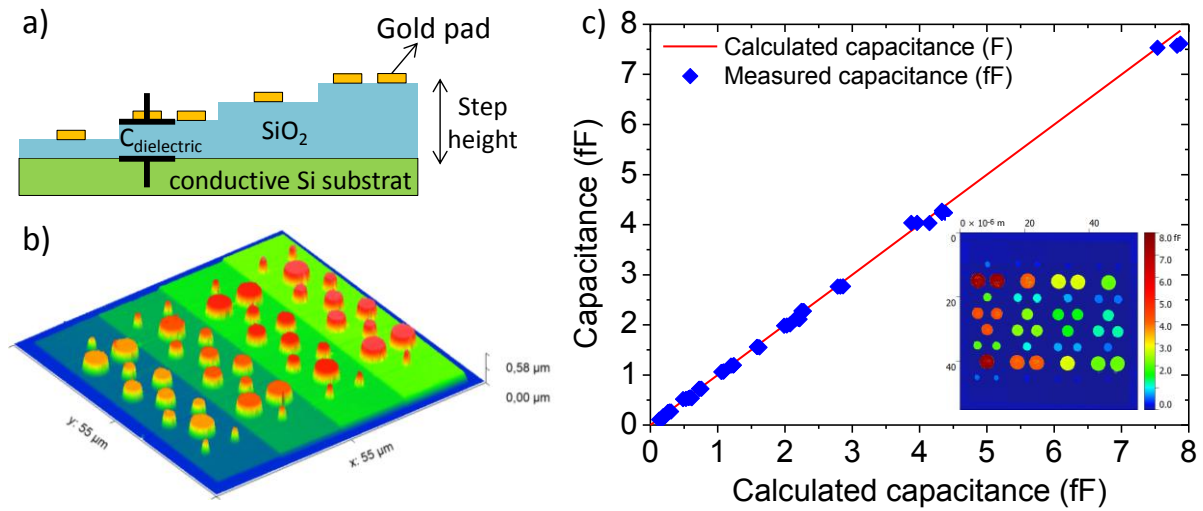 a)
Gold pad
Step
height
SiO2
Cdielectric
conductive Si substrat
b)
0,58 µm
0,00 µm
y: 55 µm
x: 55 µm
c)
Calculated capacitance (F)
Measured capacitance (fF)
Capacitance (fF)
8
7
6
5
4
3
2
1
0
0 1 2 3 4 5 6 7 8
Calculated capacitance (fF)
0 × 10-6 m 20 40
0
20
40
8.0 fF
7.0
6.0
5.0
4.0
3.0
2.0
0.0